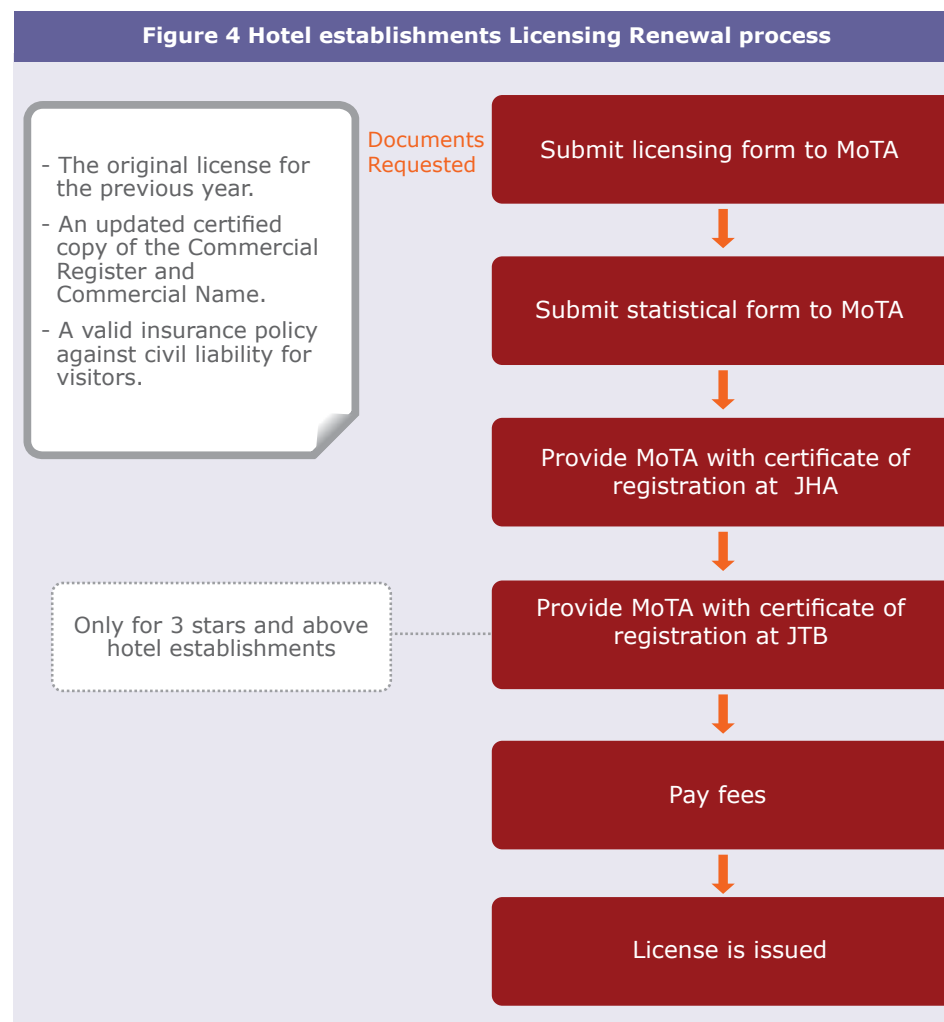 Figure 4 Hotel establishments Licensing Renewal process
- The original license for
the previous year.
- An updated certified
copy of the Commercial
Register and
Commercial Name.
- A valid insurance policy
against civil liability for
visitors.
Documents
Requested
Submit licensing form to MoTA
Submit statistical form to MoTA
Provide MoTA with certificate of
registration at JHA
Only for 3 stars and above
hotel establishments
Provide MoTA with certificate of
registration at JTB
Pay fees
License is issued